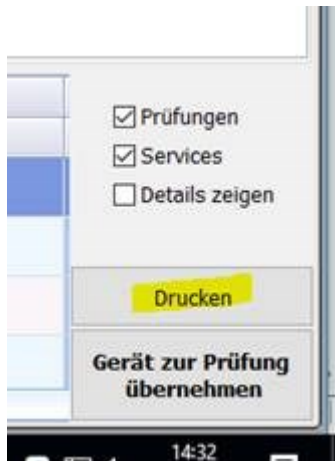 Prüfungen
Services
Details zeigen
Drucken
Gerät zur Prüfung
übernehmen
14:32